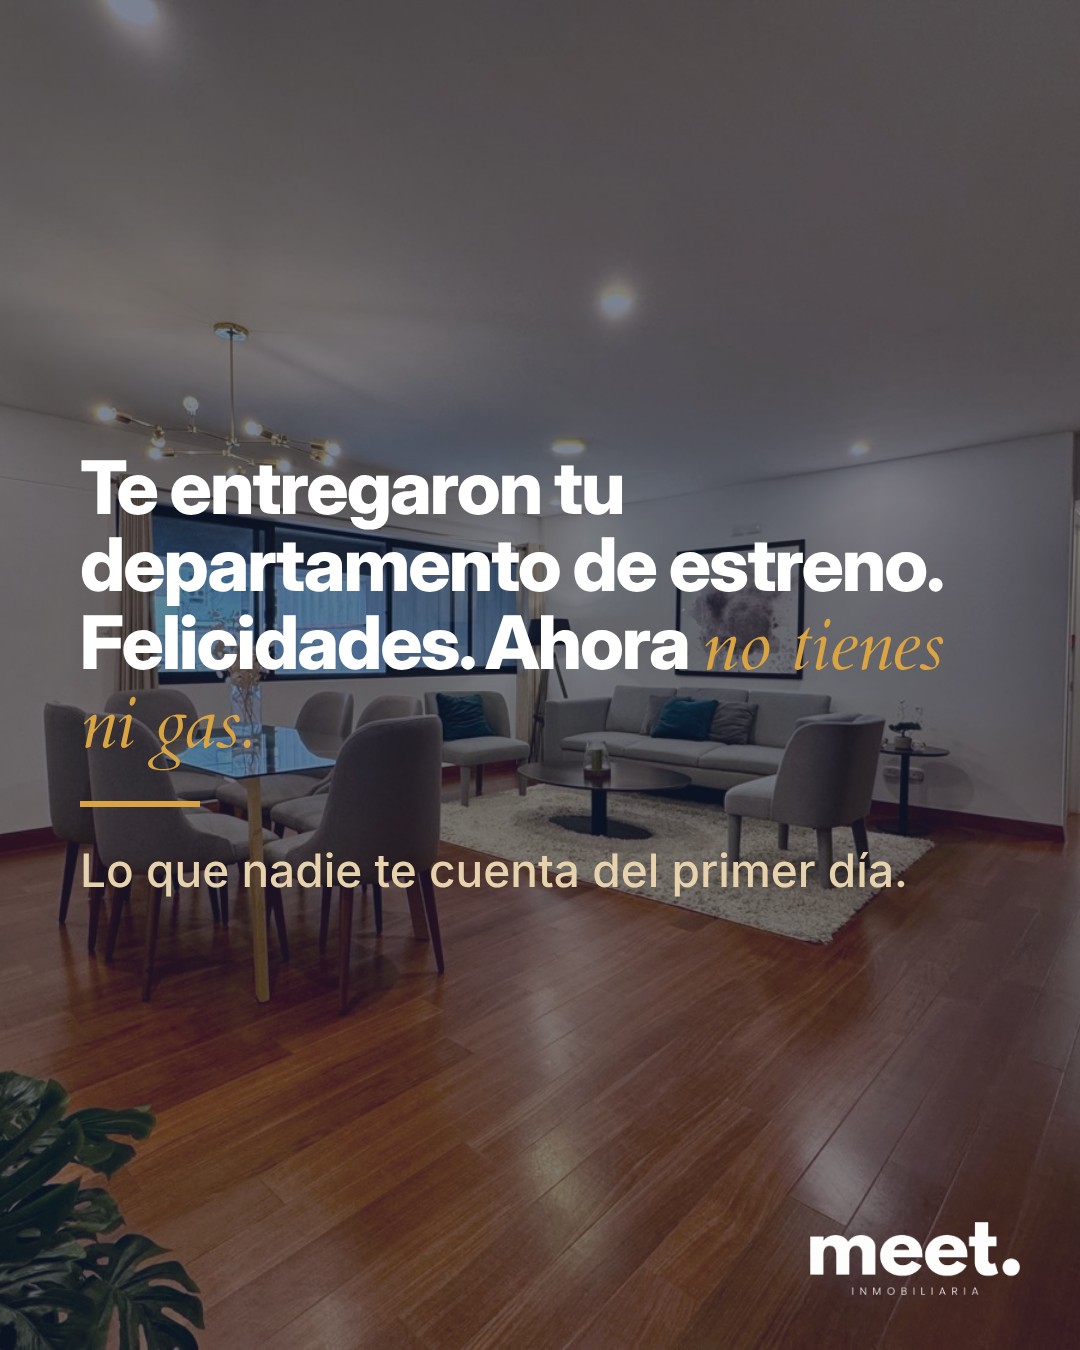 Te entregaron tu
departamento de estreno.
Felicidades. Ahora no tienes
ni gas.
Lo que nadie te cuenta del primer día.
meet.
INMOBILIARIA